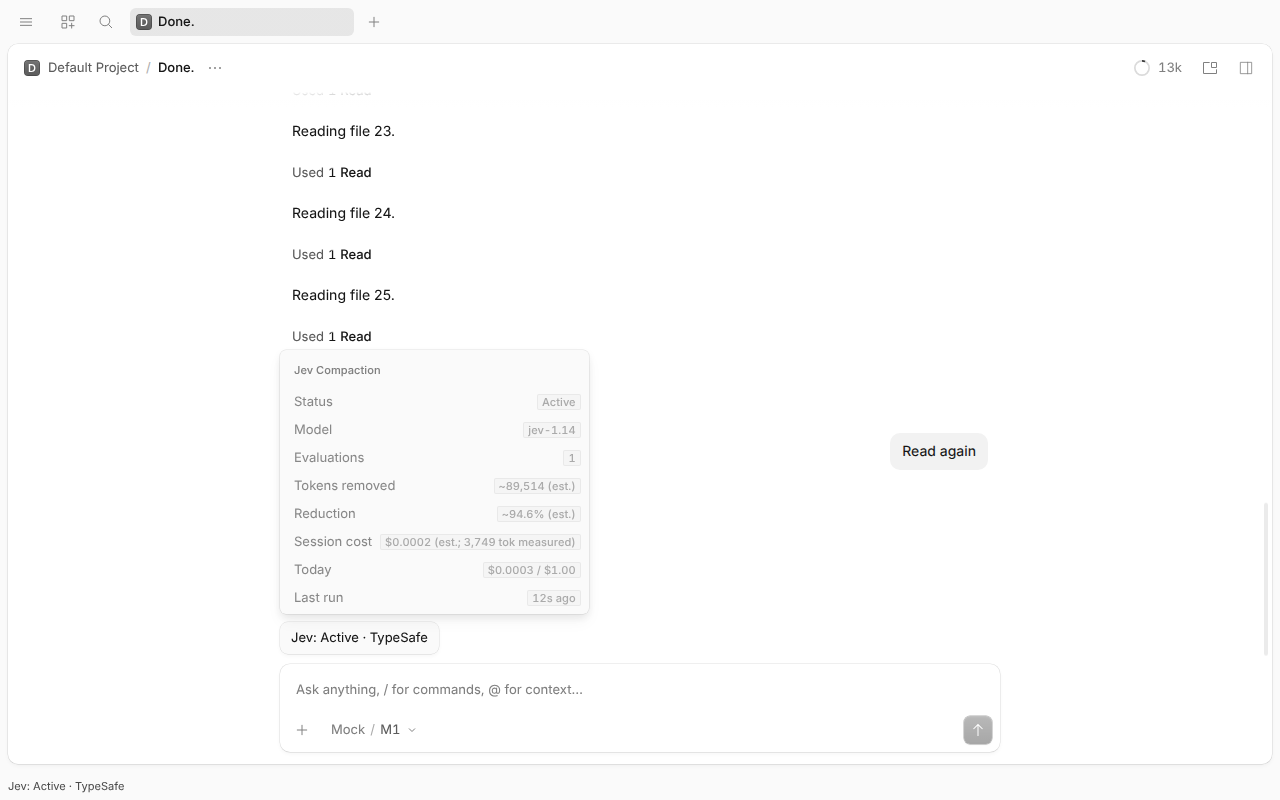 D Done.
D Default Project / Done. ... 13k
Used 1 Read
Reading file 23.
Used 1 Read
Reading file 24.
Used 1 Read
Reading file 25.
Used 1 Read
Jev Compaction
Status Active
Model jev-1.14
Read again
Evaluations 1
Tokens removed ~89,514 (est.)
Reduction ~94.6% (est.)
Session cost $0.0002 (est.; 3,749 tok measured)
Today $0.0003 / $1.00
Last run 12s ago
Jev: Active · TypeSafe
Ask anything, / for commands, @ for context...
Mock / M1
Jev: Active · TypeSafe